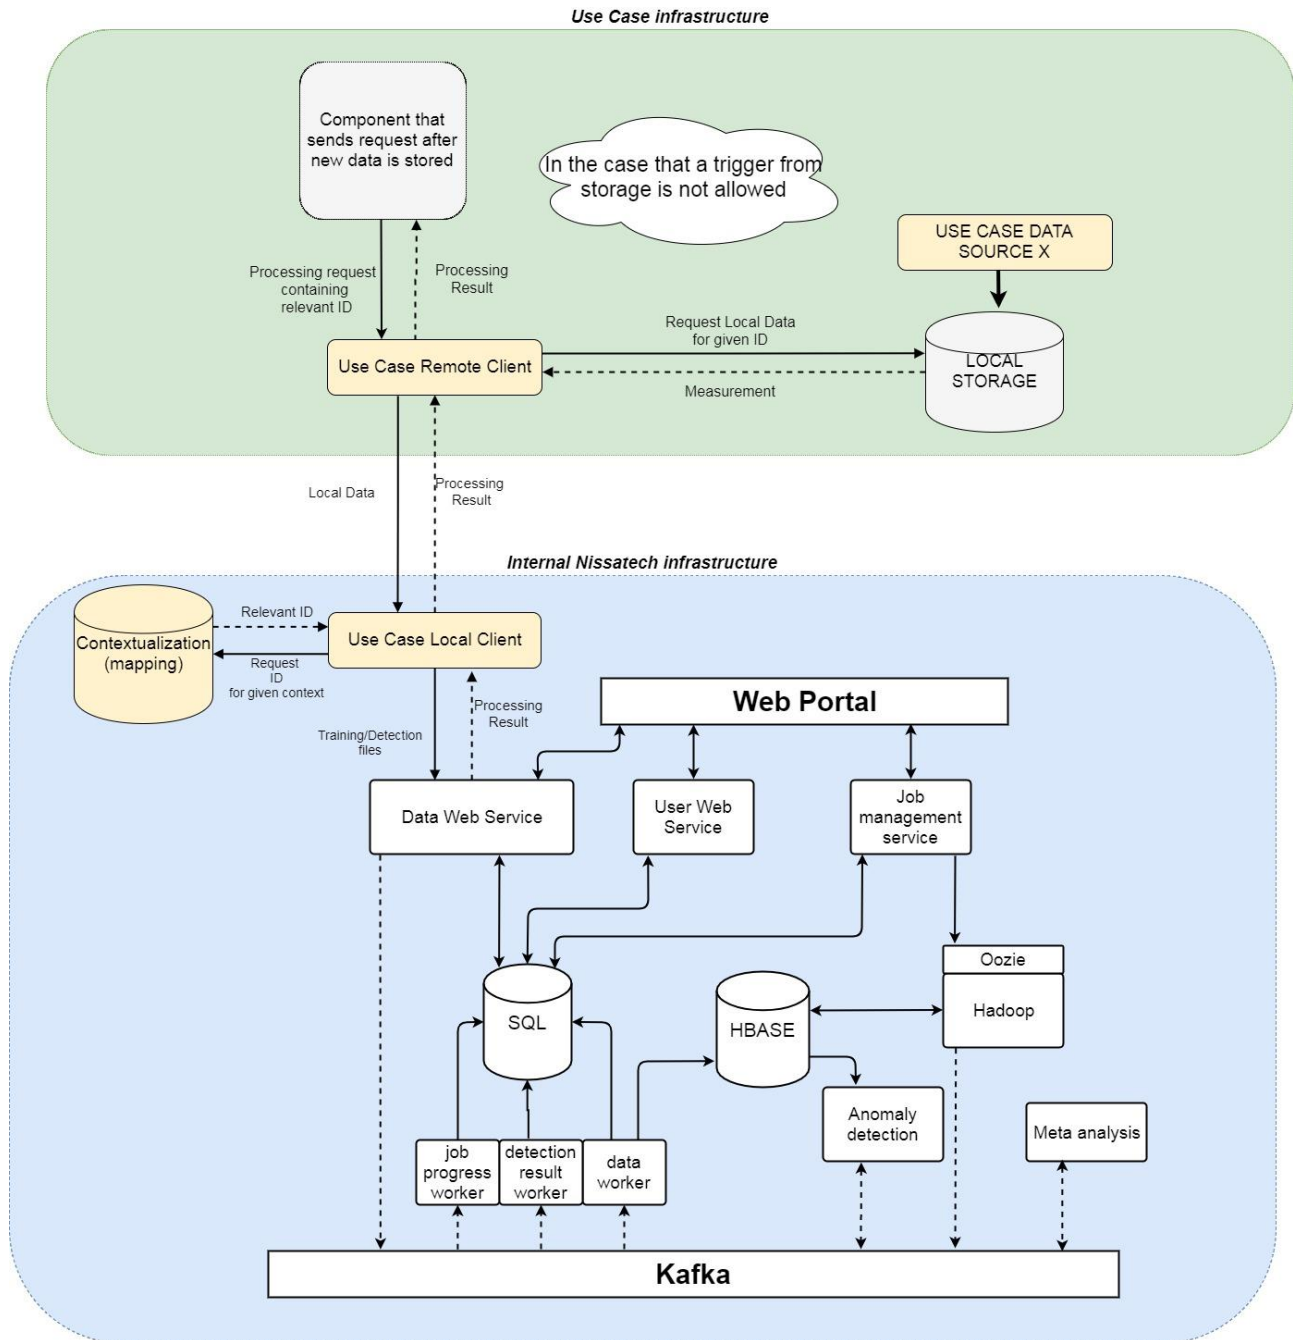 Use Case infrastructure
Component that
sends request after
new data is stored
In the case that a trigger from
storage is not allowed
USE CASE DATA
SOURCE X
Processing request
containing
relevant ID
Processing
Result
Request Local Data
for given ID
LOCAL
STORAGE
Use Case Remote Client
Measurement
Local Data
Processing
Result
Internal Nissatech infrastructure
Relevant ID
Contextualization
(mapping)
Use Case Local Client
Request
ID
for given context
Processing
Result
Web Portal
Training/Detection
files
Data Web Service
User Web
Service
Job
management
service
Oozie
Hadoop
SQL
HBASE
Anomaly
detection
Meta analysis
job
progress
worker
detection
result
worker
data
worker
Kafka